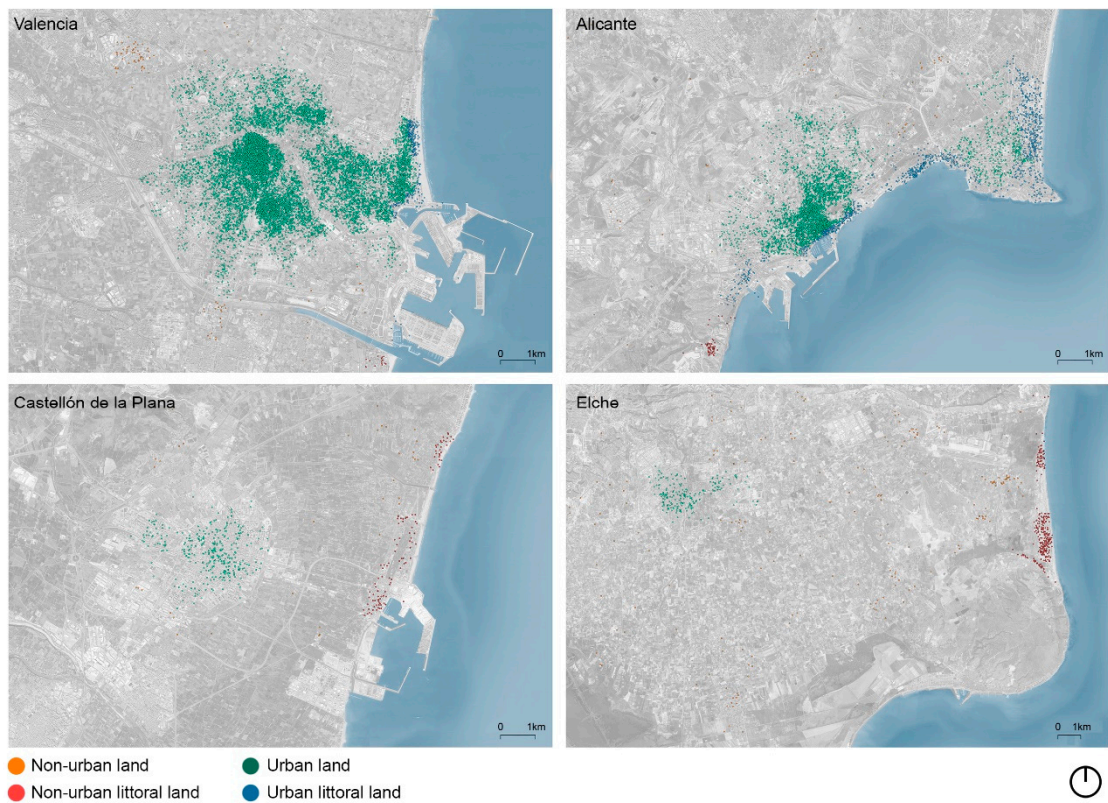 Valencia
Alicante
0 1km
0 1km
Castellón de la Plana
Elche
0 1km
0 1km
Non-urban land
Urban land
Non-urban littoral land
Urban littoral land